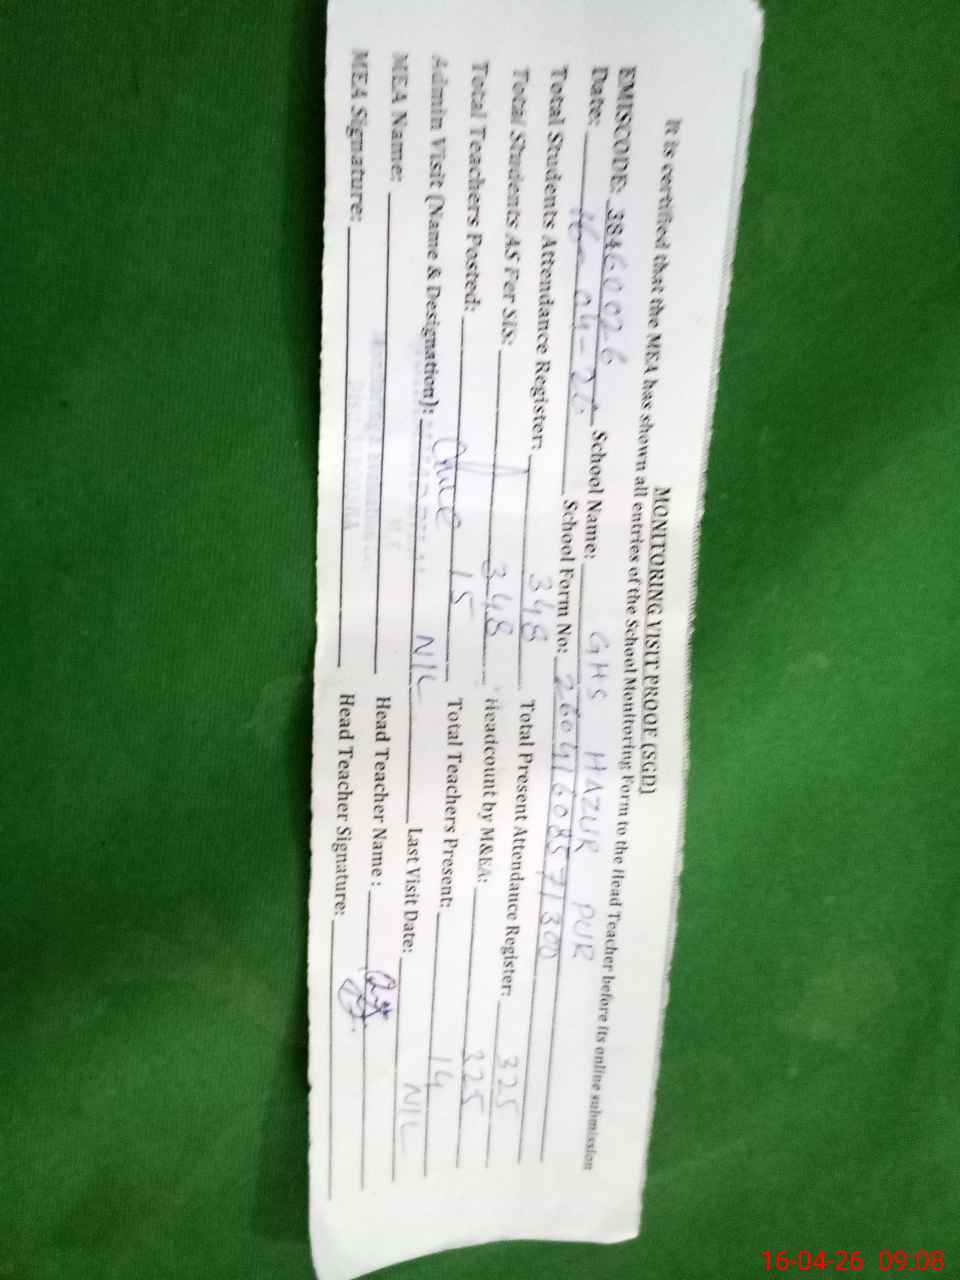 MONITORING VISIT PROOF (SGD)
It is certified that the MEA has shown all entries of the School Monitoring Form to the Head Teacher before its online submission
EMISCODE: 38460026 School Name: GHS HAZUR PUR
Date: 16-04-26 School Form No: 26041608571300
Total Students Attendance Register: 348 Total Present Attendance Register: 325
Total Students AS Per SIS: 348 Headcount by M&EA: 325
Total Teachers Posted: 15 Total Teachers Present: 14
Admin Visit (Name & Designation): NIL Last Visit Date: NIL
MEA Name: Head Teacher Name :
MEA Signature: Head Teacher Signature:
16-04-26 09:08